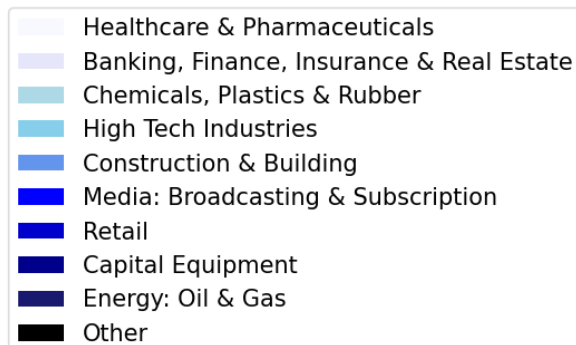 Healthcare & Pharmaceuticals
Banking, Finance, Insurance & Real Estate
Chemicals, Plastics & Rubber
High Tech Industries
Construction & Building
Media: Broadcasting & Subscription
Retail
Capital Equipment
Energy: Oil & Gas
Other